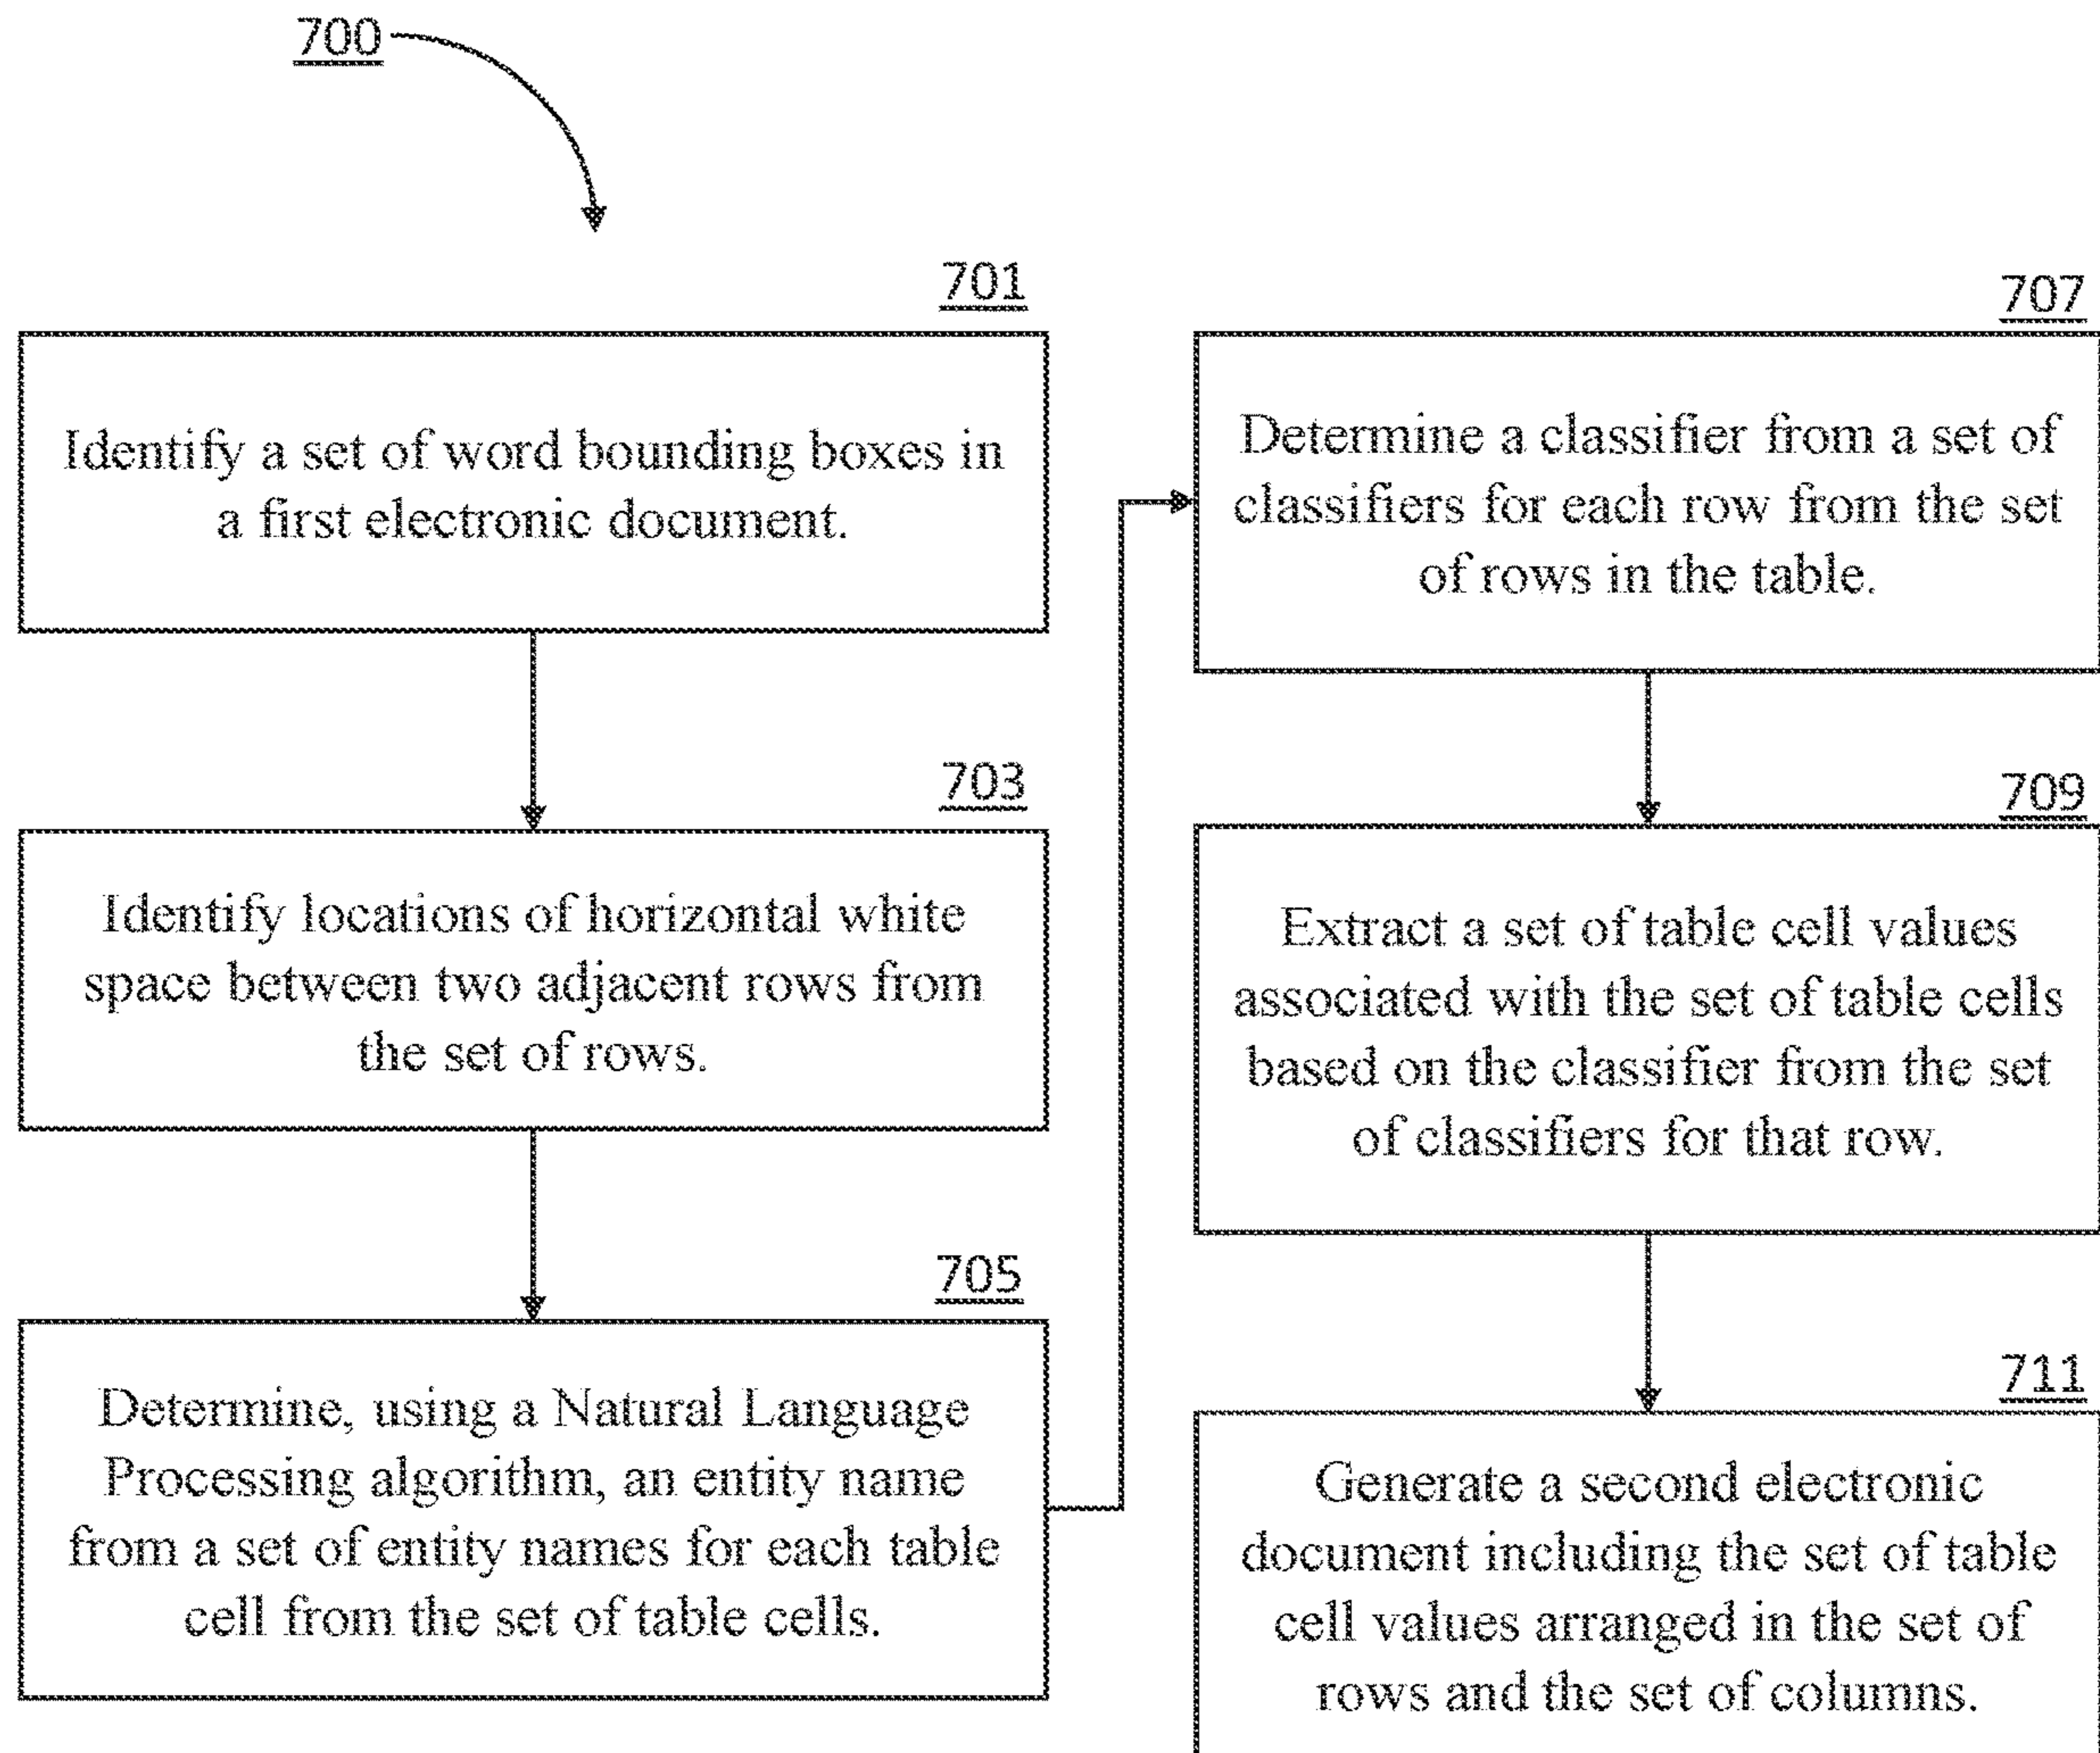 700
701
Identify a set of word bounding boxes in
a first electronic document.
703
Identify locations of horizontal white
space between two adjacent rows from
the set of rows.
705
Determine, using a Natural Language
Processing algorithm, an entity name
from a set of entity names for each table
cell from the set of table cells.
707
Determine a classifier from a set of
classifiers for each row from the set
of rows in the table.
709
Extract a set of table cell values
associated with the set of table cells
based on the classifier from the set
of classifiers for that row.
711
Generate a second electronic
document including the set of table
cell values arranged in the set of
rows and the set of columns.